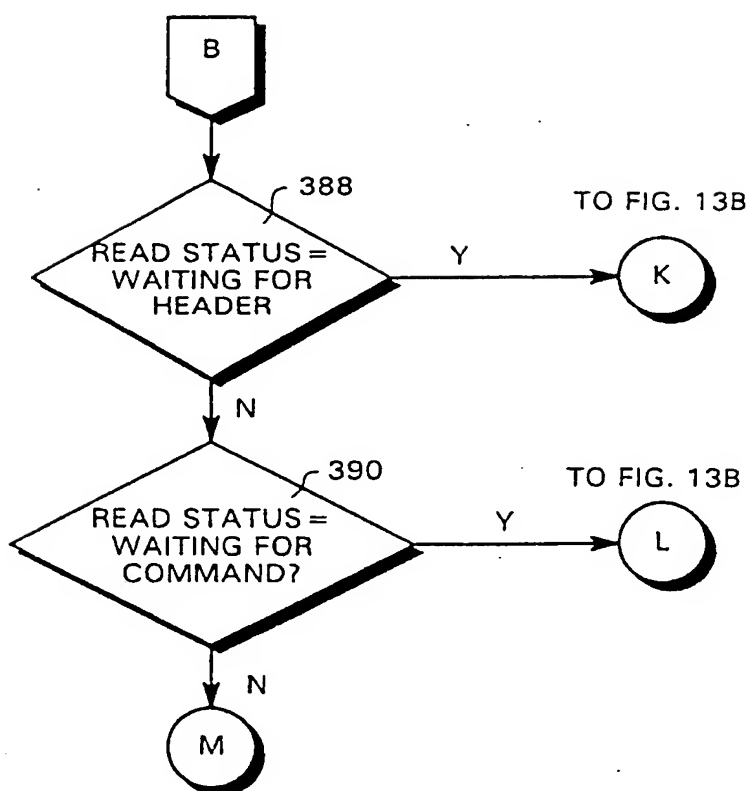 B
388
TO FIG. 13B
READ STATUS =
WAITING FOR
HEADER
Y
K
N
390
TO FIG. 13B
READ STATUS =
WAITING FOR
COMMAND?
Y
L
N
M